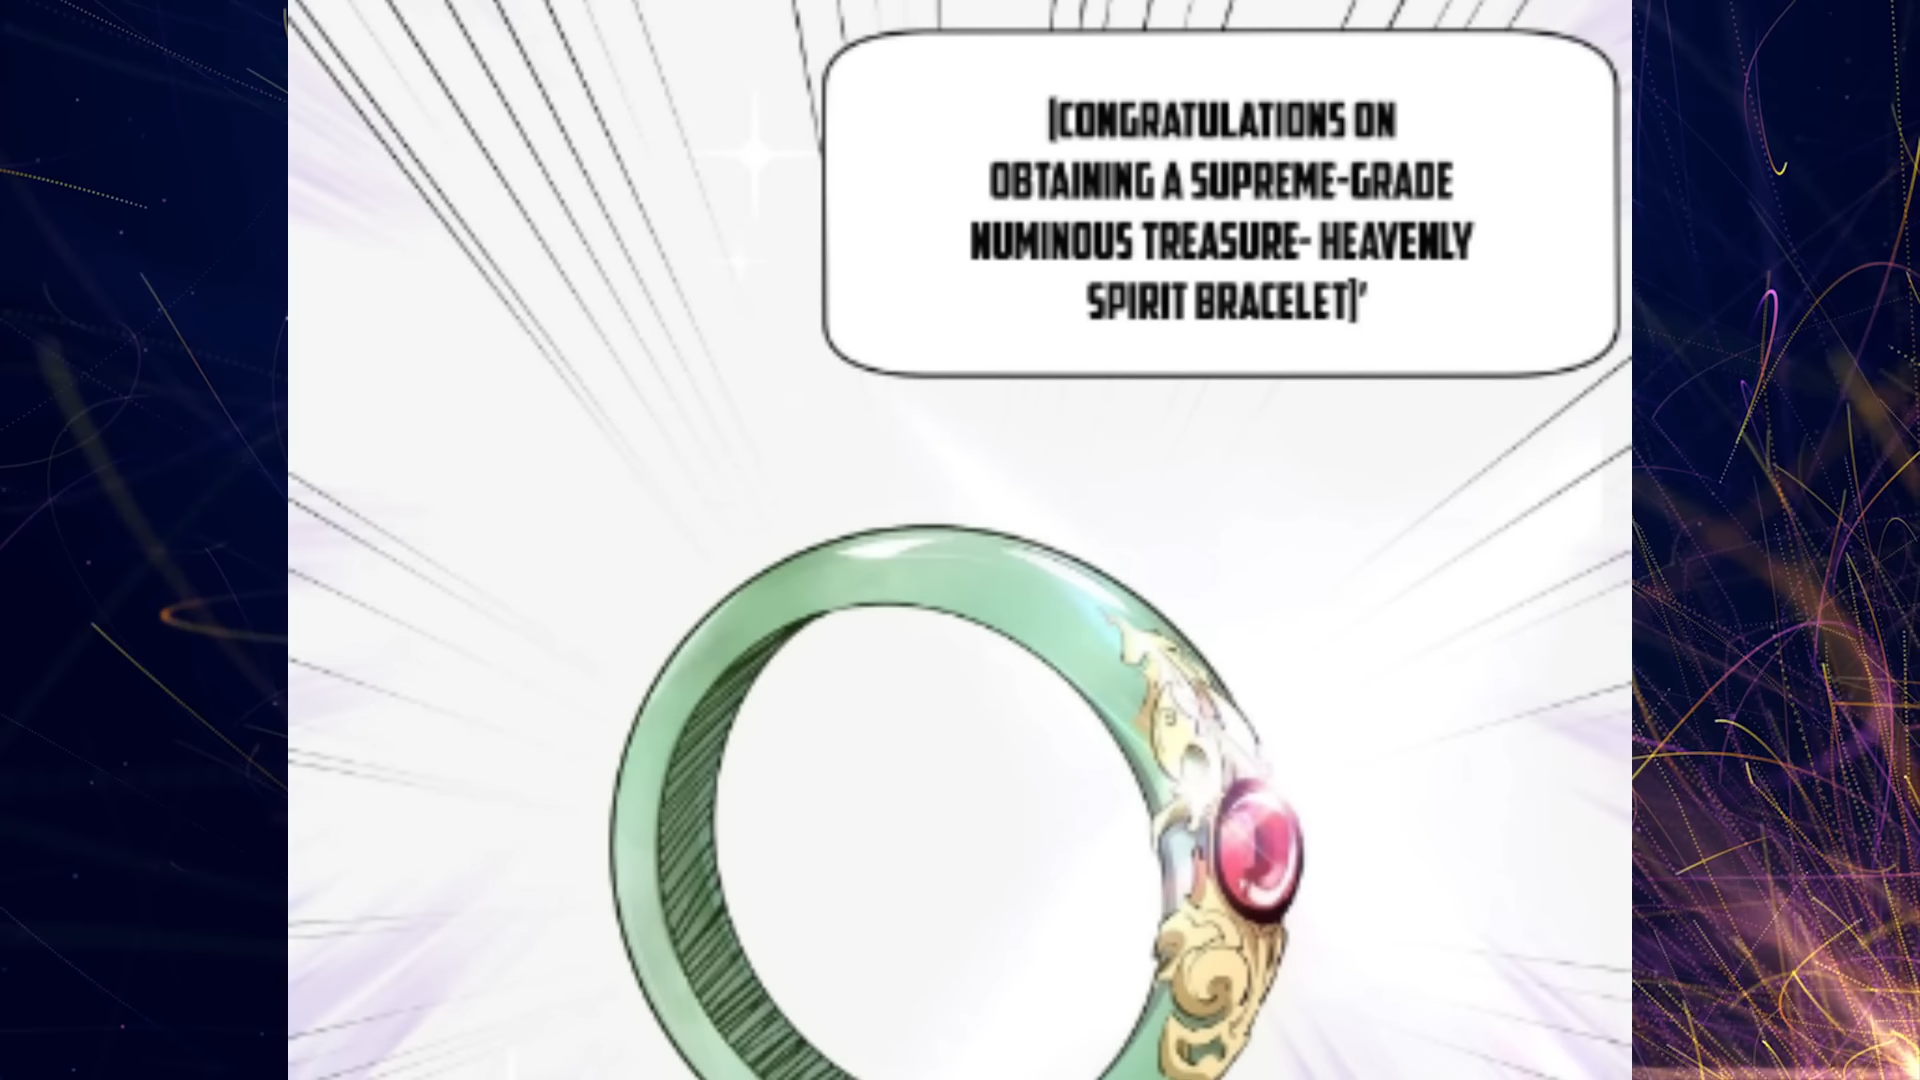 [CONGRATULATIONS ON
OBTAINING A SUPREME-GRADE
NUMINOUS TREASURE- HEAVENLY
SPIRIT BRACELET]'